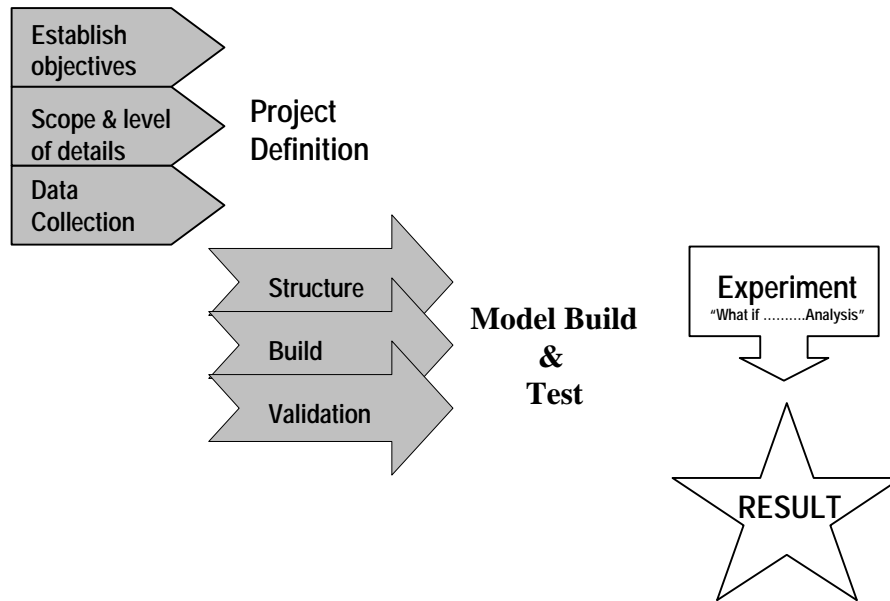 Establish
objectives
Scope & level
of details
Data
Collection
Project
Definition
Structure
Build
Validation
Model Build
&
Test
Experiment
“What if ..........Analysis”
RESULT